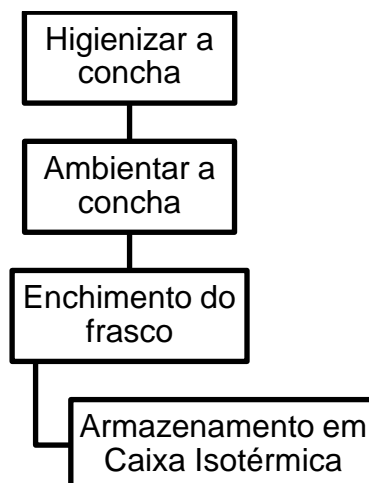 Higienizar a
concha
Ambientar a
concha
Enchimento do
frasco
Armazenamento em
Caixa Isotérmica